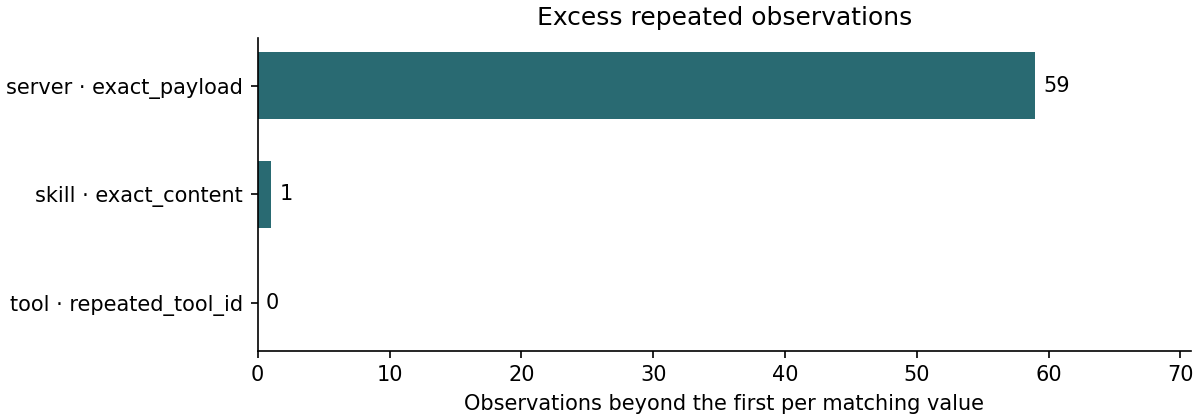 Excess repeated observations
server · exact_payload
59
skill · exact_content
1
tool · repeated_tool_id
0
0 10 20 30 40 50 60 70
Observations beyond the first per matching value